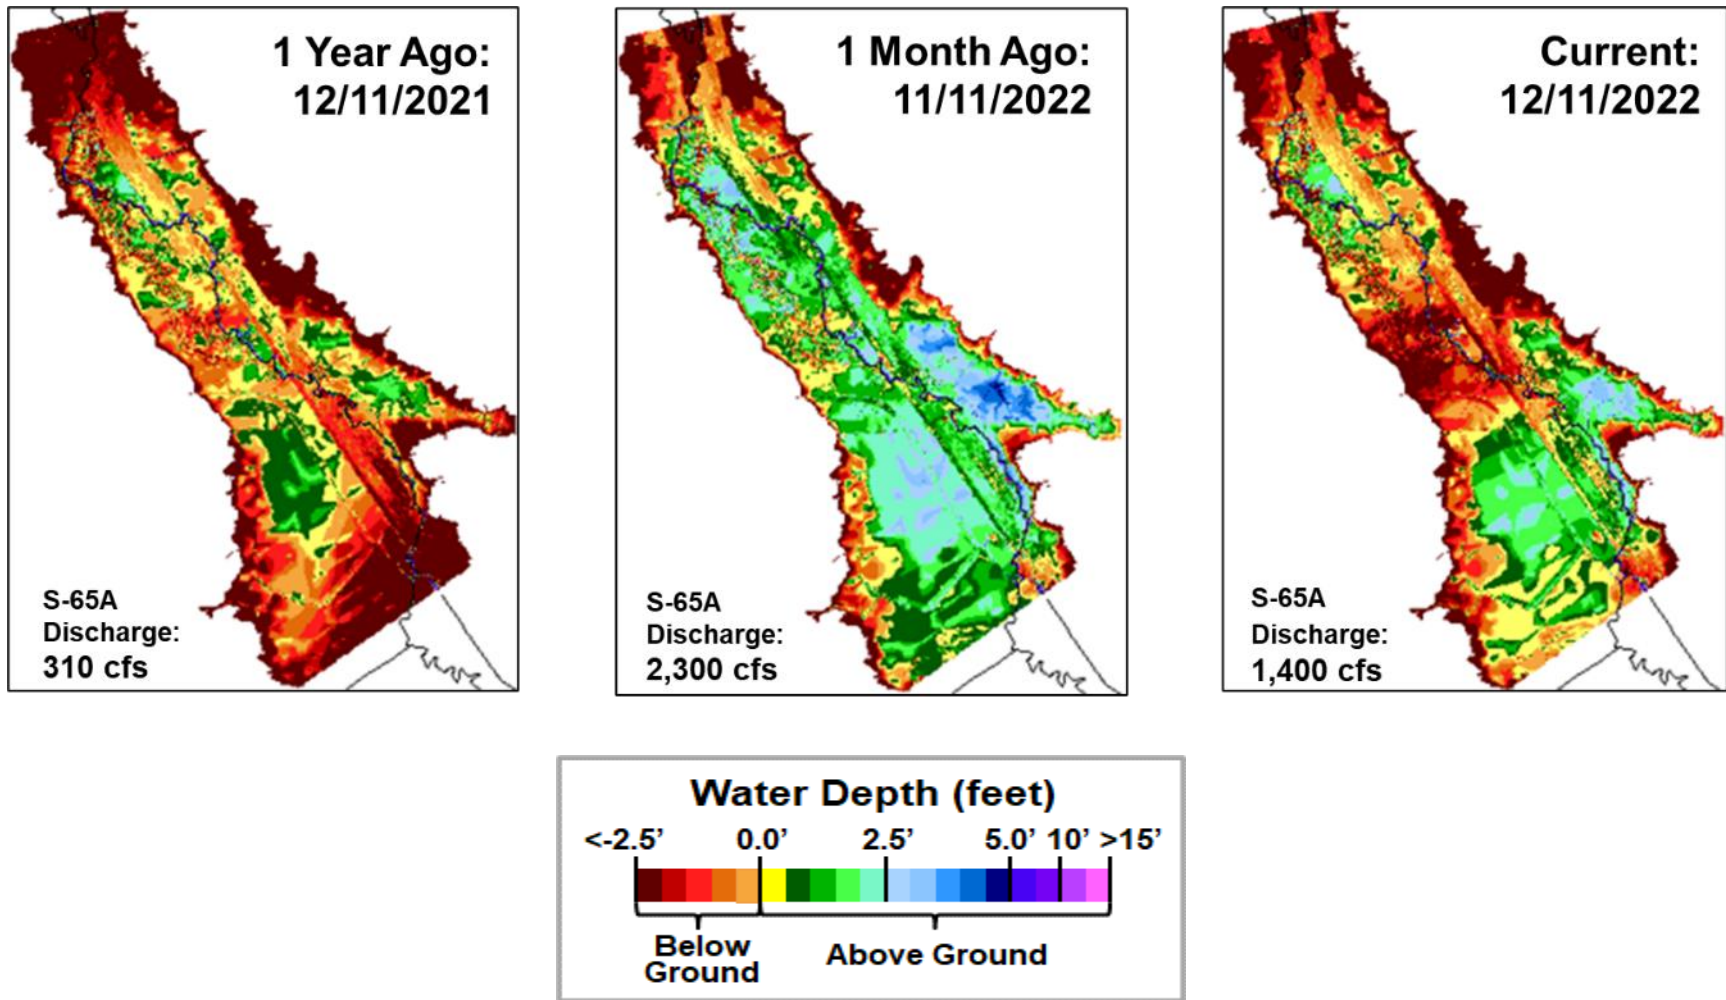 1 Year Ago:
12/11/2021
S-65A
Discharge:
310 cfs
1 Month Ago:
11/11/2022
S-65A
Discharge:
2,300 cfs
Current:
12/11/2022
S-65A
Discharge:
1,400 cfs
Water Depth (feet)
<-2.5’ 0.0’ 2.5’ 5.0’ 10’ >15’
Below
Ground
Above Ground